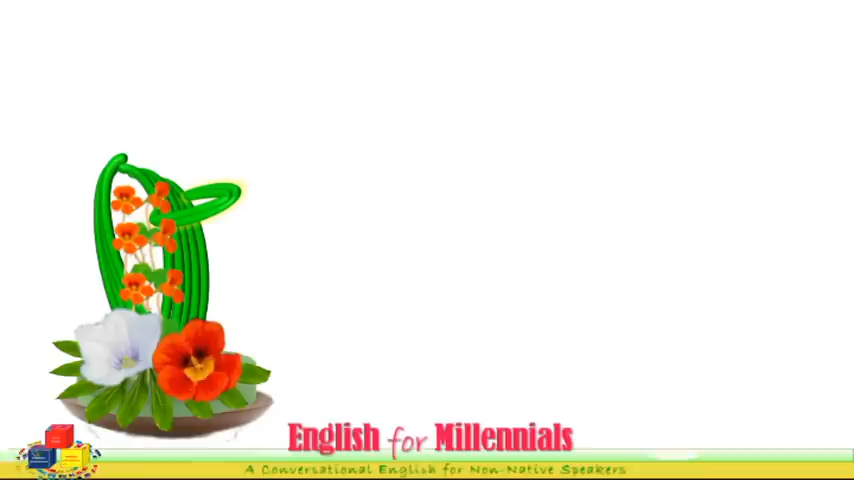 English for Millennials
A Conversational English for Non-Native Speakers